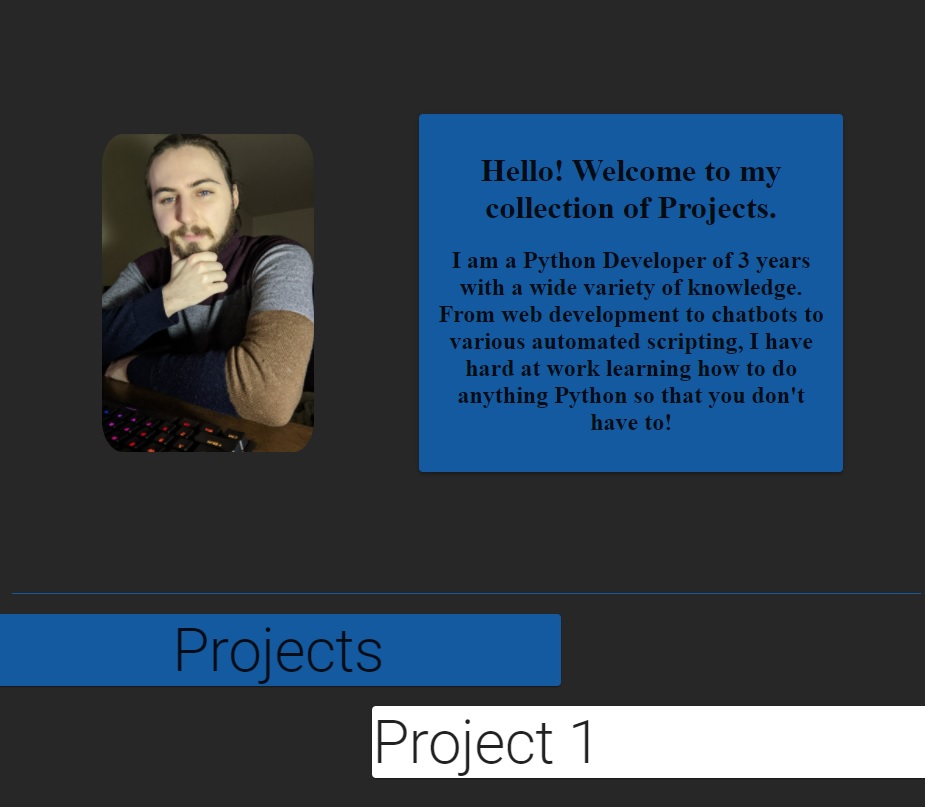 Hello! Welcome to my
collection of Projects.
I am a Python Developer of 3 years
with a wide variety of knowledge.
From web development to chatbots to
various automated scripting, I have
hard at work learning how to do
anything Python so that you don't
have to!
Projects
Project 1